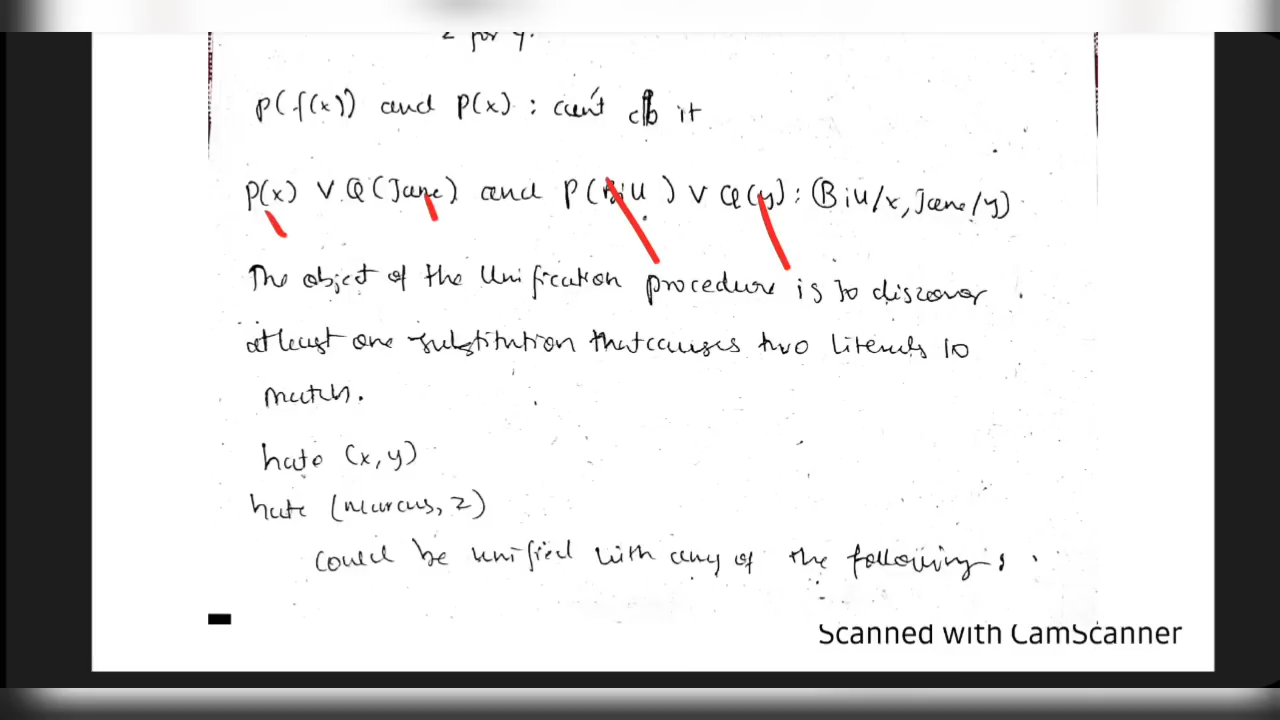 2 for y.
P(f(x)) and P(x) : can't do it
P(x) V Q(Jane) and P(Bill) V Q(y) : (Bill/x, Jane/y)
The object of the Unification procedure is to discover
atleast one substitution that causes two literals to
match.
hate (x,y)
hate (Marcus, z)
could be unified with any of the following :
Scanned with CamScanner